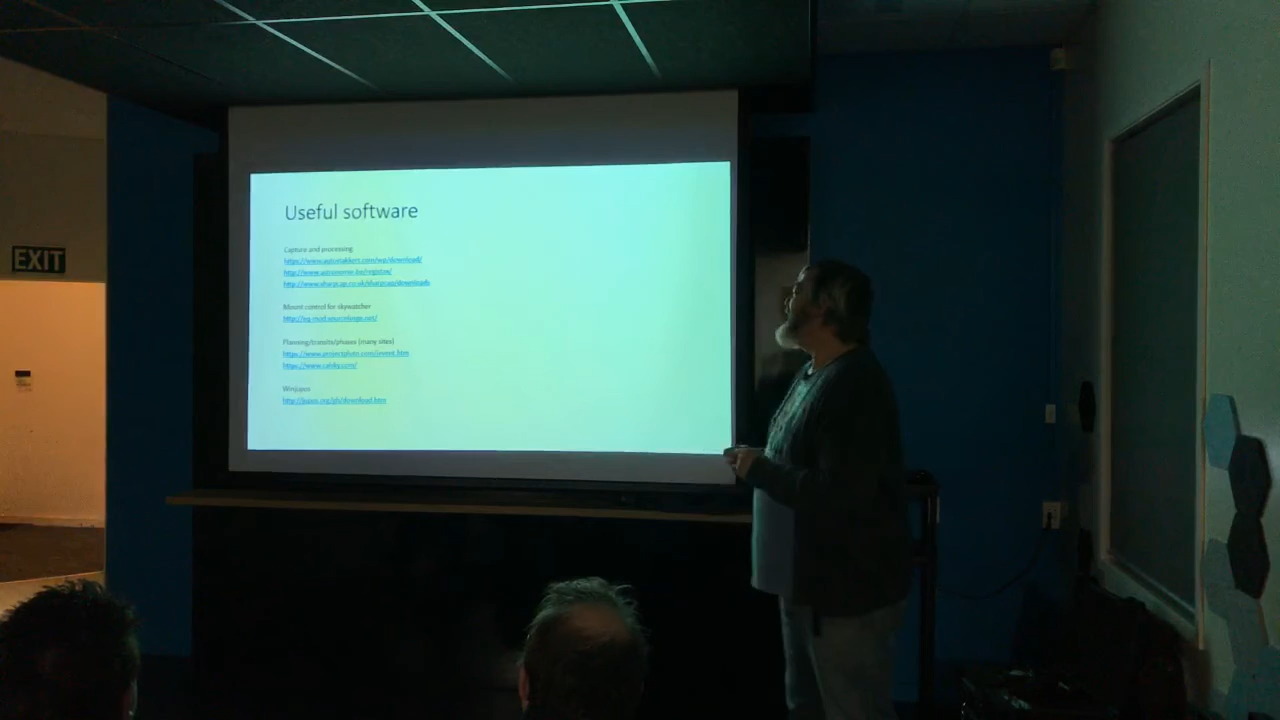 EXIT
Useful software
Capture and processing
https://www.autostakkert.com/wp/download/
http://www.astronomie.be/registax/
http://www.sharpcap.co.uk/sharpcap/downloads
Mount control for skywatcher
http://eq-mod.sourceforge.net/
Planning/transits/phases (many sites)
https://www.projectpluto.com/jevent.htm
https://www.calsky.com/
Winjupos
http://jupos.org/gh/download.htm